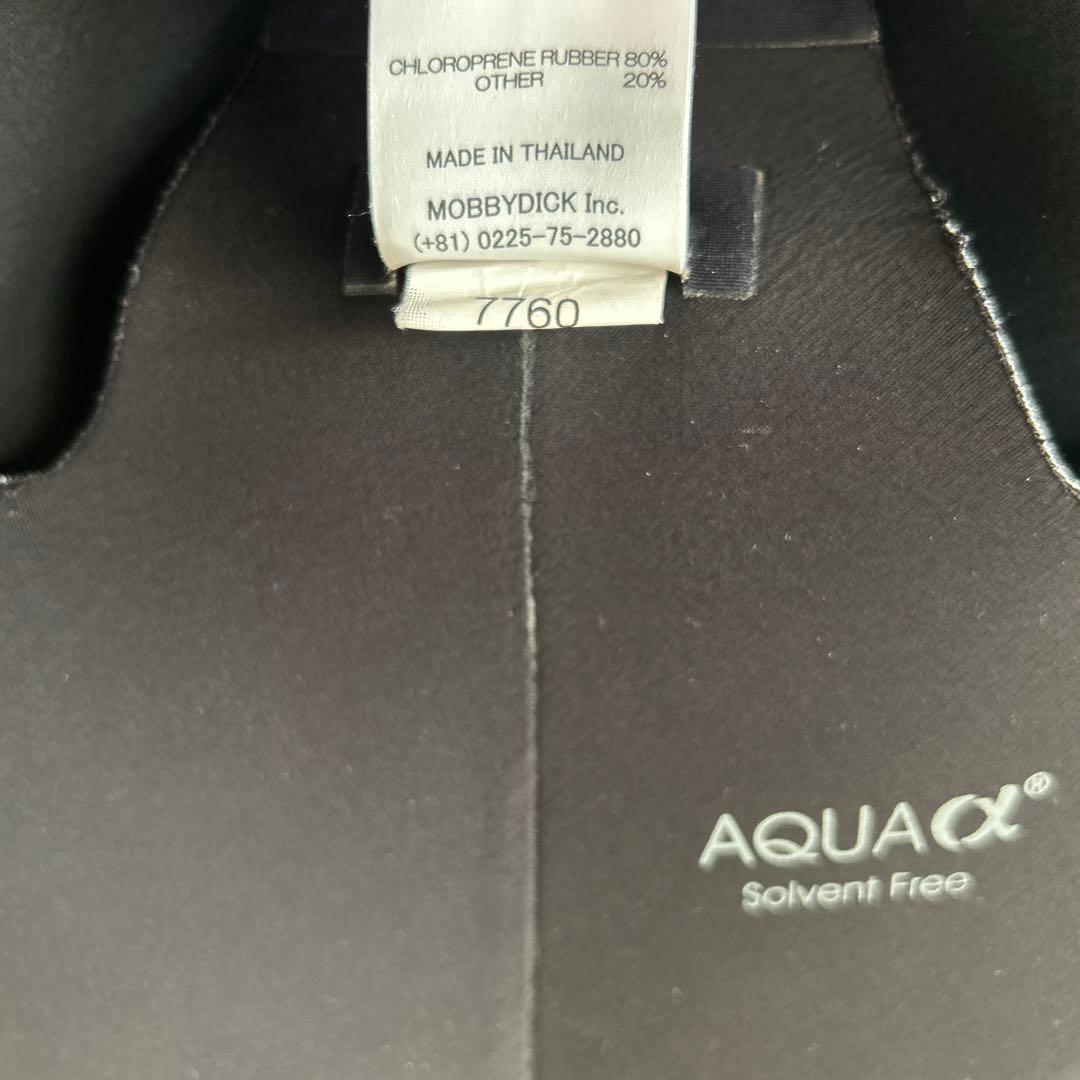 CHLOROPRENE RUBBER 80%
OTHER 20%
MADE IN THAILAND
MOBBYDICK Inc.
(+81) 0225-75-2880
7760
AQUAα®
Solvent Free